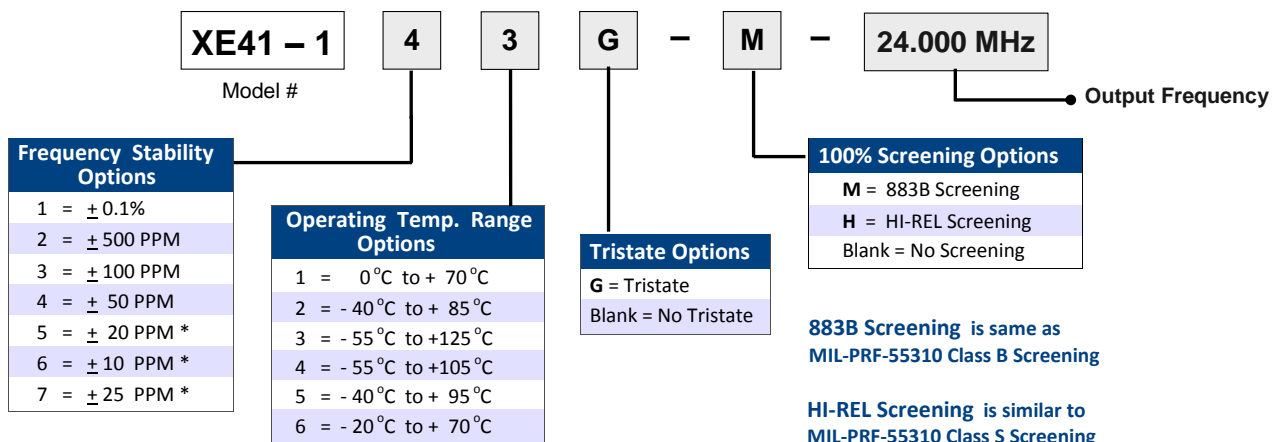 XE41 – 1 4 3 G – M – 24.000 MHz
Model #
Output Frequency
Frequency Stability
Options
1 = ± 0.1%
2 = ± 500 PPM
3 = ± 100 PPM
4 = ± 50 PPM
5 = ± 20 PPM *
6 = ± 10 PPM *
7 = ± 25 PPM *
Operating Temp. Range
Options
1 = 0°C to + 70°C
2 = - 40°C to + 85°C
3 = - 55°C to +125°C
4 = - 55°C to +105°C
5 = - 40°C to + 95°C
6 = - 20°C to + 70°C
Tristate Options
G = Tristate
Blank = No Tristate
100% Screening Options
M = 883B Screening
H = HI-REL Screening
Blank = No Screening
883B Screening is same as
MIL-PRF-55310 Class B Screening
HI-REL Screening is similar to
MIL-PRF-55310 Class S Screening